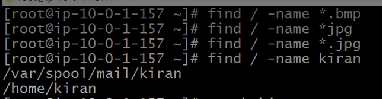 [root@ip-10-0-1-157 ~]# find / -name *.bmp
[root@ip-10-0-1-157 ~]# find / -name *jpg
[root@ip-10-0-1-157 ~]# find / -name *.jpg
[root@ip-10-0-1-157 ~]# find / -name kiran
/var/spool/mail/kiran
/home/kiran